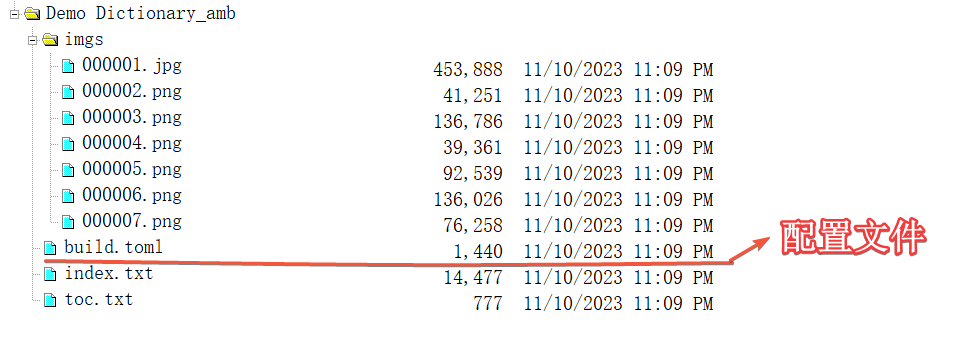 Demo Dictionary_amb
imgs
000001.jpg 453,888 11/10/2023 11:09 PM
000002.png 41,251 11/10/2023 11:09 PM
000003.png 136,786 11/10/2023 11:09 PM
000004.png 39,361 11/10/2023 11:09 PM
000005.png 92,539 11/10/2023 11:09 PM
000006.png 136,026 11/10/2023 11:09 PM
000007.png 76,258 11/10/2023 11:09 PM
build.toml 1,440 11/10/2023 11:09 PM 配置文件
index.txt 14,477 11/10/2023 11:09 PM
toc.txt 777 11/10/2023 11:09 PM